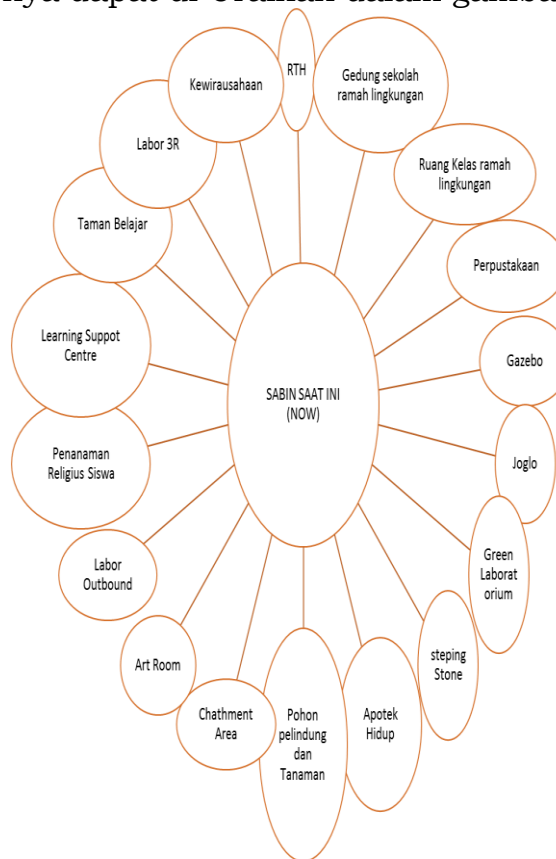 nya dapat di uraikan dalam gamba
RTH
Gedung sekolah
ramah lingkungan
Ruang Kelas ramah
lingkungan
Perpustakaan
Gazebo
Joglo
Green
Laborat
orium
steping
Stone
Apotek
Hidup
Pohon
pelindung
dan
Tanaman
Chathment
Area
Art Room
Labor
Outbound
Penanaman
Religius Siswa
Learning Suppot
Centre
Taman Belajar
Labor 3R
Kewirausahaan
SABIN SAAT INI
(NOW)